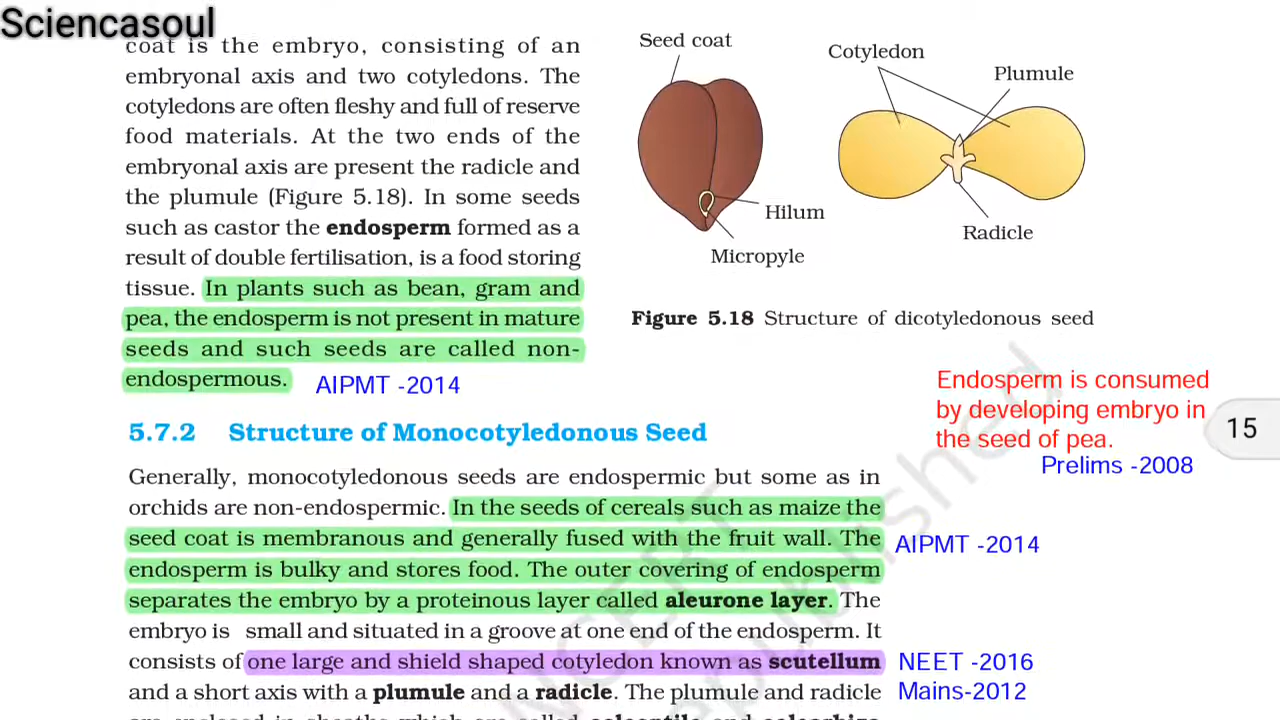 Sciencasoul
coat is the embryo, consisting of an
embryonal axis and two cotyledons. The
cotyledons are often fleshy and full of reserve
food materials. At the two ends of the
embryonal axis are present the radicle and
the plumule (Figure 5.18). In some seeds
such as castor the endosperm formed as a
result of double fertilisation, is a food storing
tissue. In plants such as bean, gram and
pea, the endosperm is not present in mature
seeds and such seeds are called non-
endospermous.
AIPMT -2014
Seed coat
Hilum
Micropyle
Cotyledon
Plumule
Radicle
Figure 5.18 Structure of dicotyledonous seed
Endosperm is consumed
by developing embryo in
the seed of pea.
Prelims -2008
15
5.7.2 Structure of Monocotyledonous Seed
Generally, monocotyledonous seeds are endospermic but some as in
orchids are non-endospermic. In the seeds of cereals such as maize the
seed coat is membranous and generally fused with the fruit wall. The
endosperm is bulky and stores food. The outer covering of endosperm
separates the embryo by a proteinous layer called aleurone layer. The
embryo is small and situated in a groove at one end of the endosperm. It
consists of one large and shield shaped cotyledon known as scutellum
and a short axis with a plumule and a radicle. The plumule and radicle
AIPMT -2014
NEET -2016
Mains-2012
NCERT